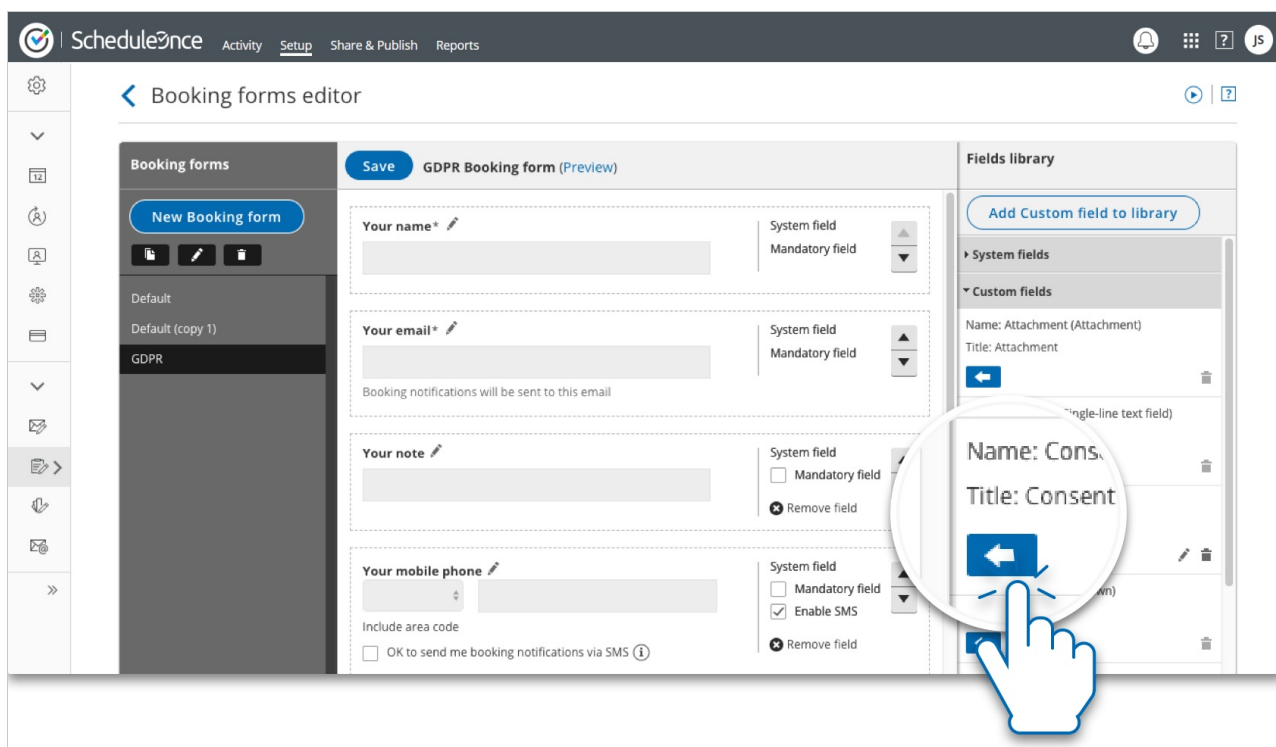 ScheduleOnce Activity Setup Share & Publish Reports ? JS
Booking forms editor ?
Booking forms
Save GDPR Booking form (Preview)
Fields library
New Booking form
Add Custom field to library
Default
Default (copy 1)
GDPR
12
Your name*
System field
Mandatory field
Your email*
System field
Mandatory field
Booking notifications will be sent to this email
Your note
System field
Mandatory field
Remove field
Your mobile phone
System field
Mandatory field
Enable SMS
Include area code
OK to send me booking notifications via SMS i
Remove field
System fields
Custom fields
Name: Attachment (Attachment)
Title: Attachment
text field)
Name:
Title: Consent